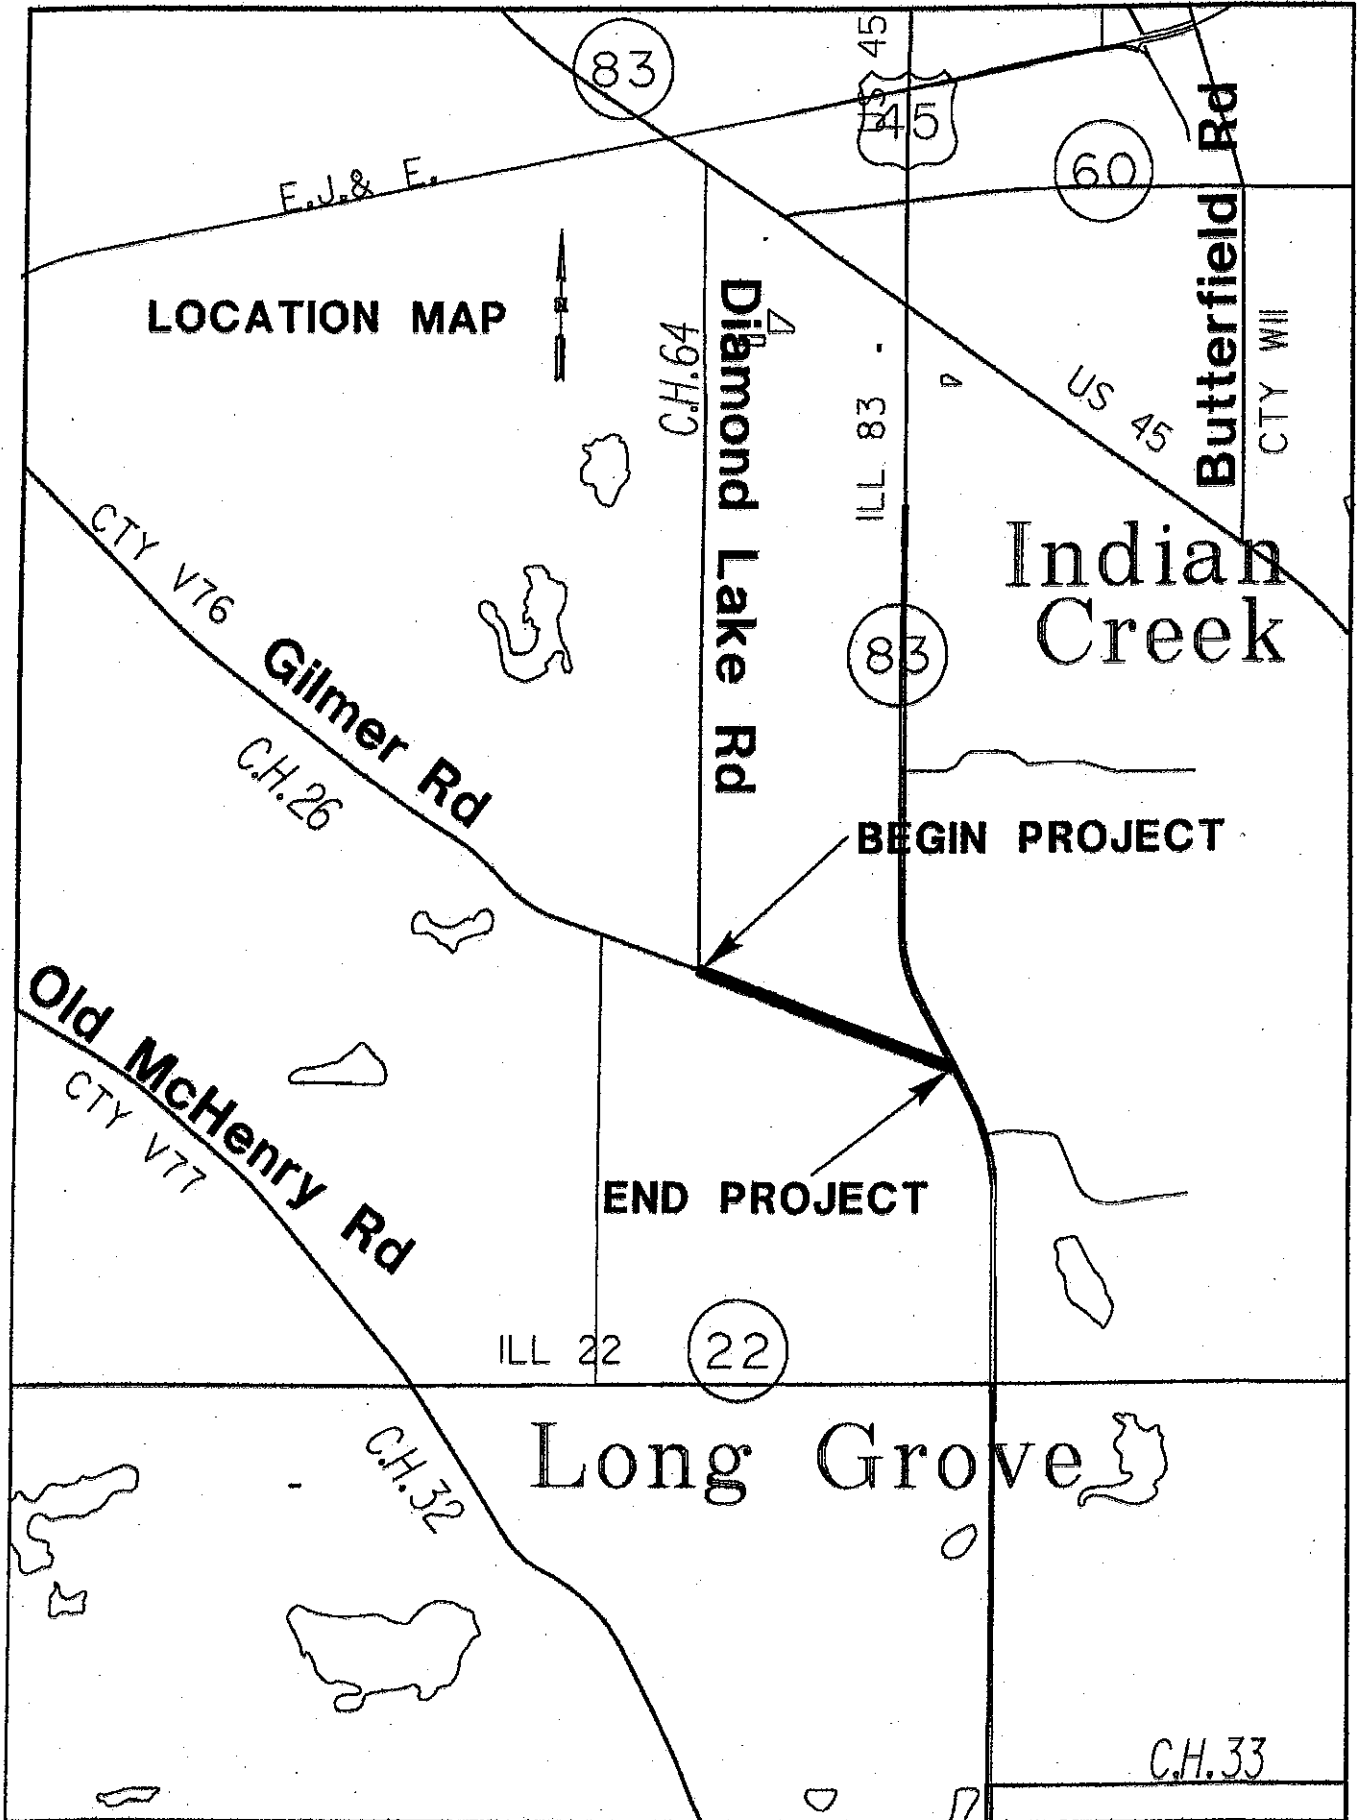 83
US 45
45
60
E.J.& E.
LOCATION MAP
Diamond Lake Rd
C.H.64
ILL 83
US 45
Butterfield Rd
CTY W11
CTY V76
Gilmer Rd
C.H.26
Indian
Creek
83
BEGIN PROJECT
Old McHenry Rd
CTY V77
END PROJECT
ILL 22
22
C.H.32
Long Grove
C.H.33